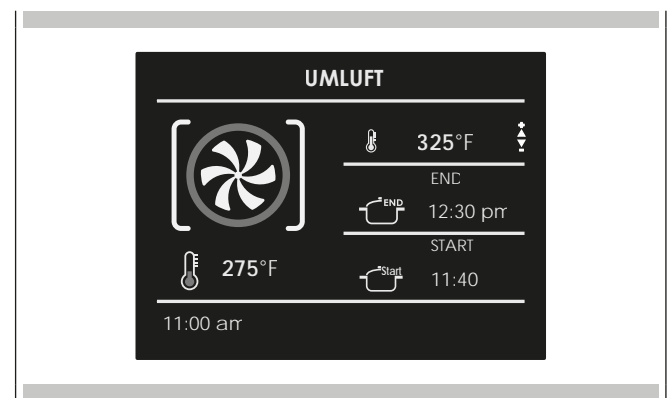 UMLUFT
325°F
END
END
12:30 pm
START
Start
11:40
275°F
11:00 am